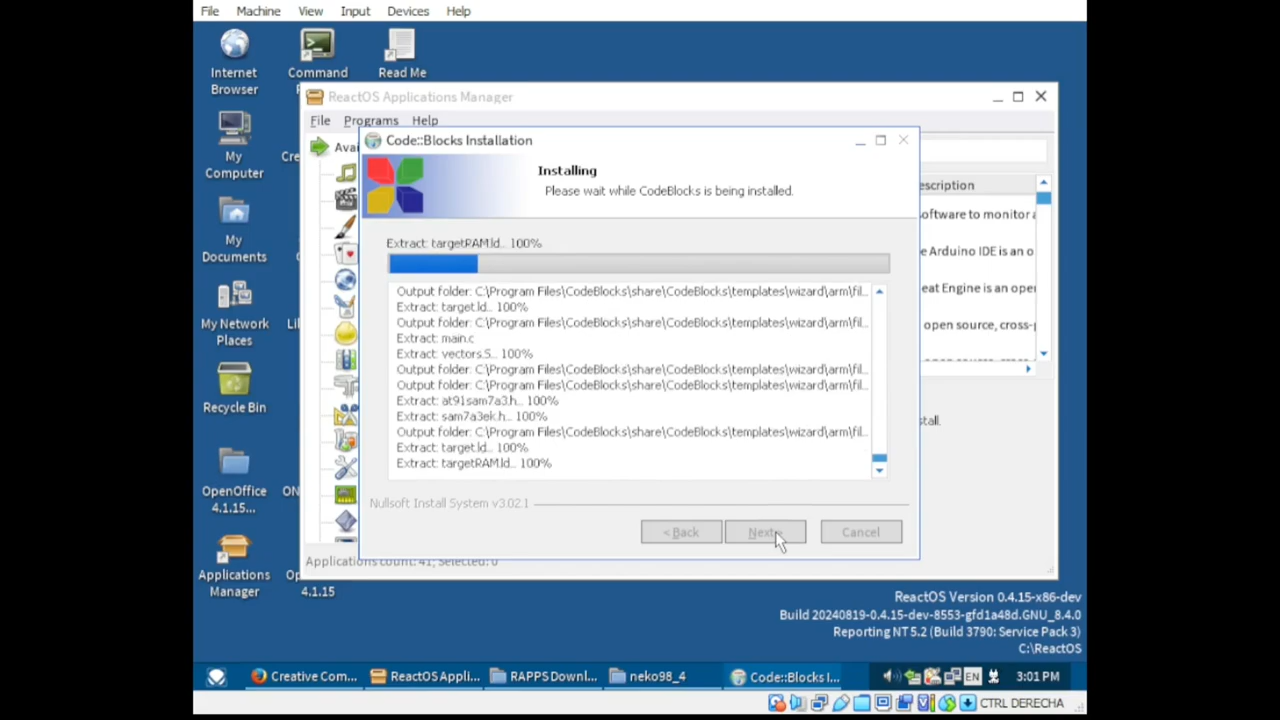 File Machine View Input Devices Help
Internet Browser
Command
Read Me
My Computer
My Documents
My Network Places
Recycle Bin
OpenOffice 4.1.15...
Applications Manager
4.1.15
ReactOS Applications Manager
File Programs Help
Code::Blocks Installation
Installing
Please wait while CodeBlocks is being installed.
Extract: targetRAM.ld... 100%
Output folder: C:\Program Files\CodeBlocks\share\CodeBlocks\templates\wizard\arm\fil...
Extract: target.ld... 100%
Output folder: C:\Program Files\CodeBlocks\share\CodeBlocks\templates\wizard\arm\fil...
Extract: main.c
Extract: vectors.S... 100%
Output folder: C:\Program Files\CodeBlocks\share\CodeBlocks\templates\wizard\arm\fil...
Output folder: C:\Program Files\CodeBlocks\share\CodeBlocks\templates\wizard\arm\fil...
Extract: at91sam7a3.h... 100%
Extract: sam7a3ek.h... 100%
Output folder: C:\Program Files\CodeBlocks\share\CodeBlocks\templates\wizard\arm\fil...
Extract: target.ld... 100%
Extract: targetRAM.ld... 100%
Nullsoft Install System v3.02.1
< Back Next Cancel
escription
oftware to monitor a
e Arduino IDE is an o
eat Engine is an oper
open source, cross-p
Applications count: 41; Selected: 0
ReactOS Version 0.4.15-x86-dev
Build 20240819-0.4.15-dev-8553-gfd1a48d.GNU_8.4.0
Reporting NT 5.2 (Build 3790: Service Pack 3)
C:\ReactOS
Creative Com... ReactOS Appli... RAPPS Downl... neko98_4 Code::Blocks I... EN 3:01 PM
CTRL DERECHA